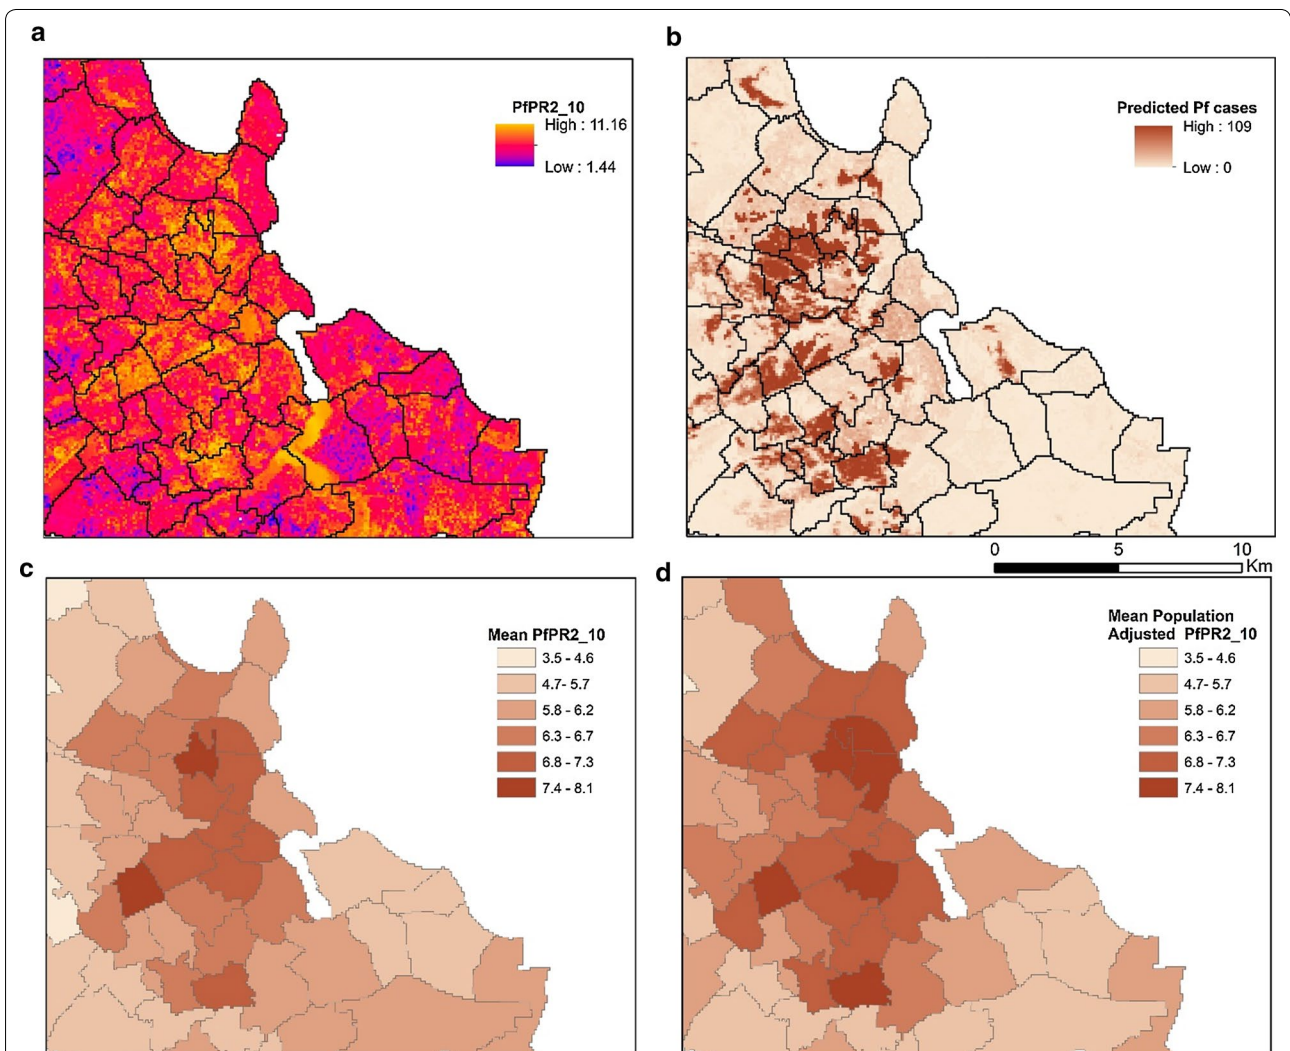 a
PfPR2_10
High : 11.16
Low : 1.44
b
Predicted Pf cases
High : 109
Low : 0
0 5 10
Km
c
Mean PfPR2_10
3.5 - 4.6
4.7- 5.7
5.8 - 6.2
6.3 - 6.7
6.8 - 7.3
7.4 - 8.1
d
Mean Population
Adjusted PfPR2_10
3.5 - 4.6
4.7 - 5.7
5.8 - 6.2
6.3 - 6.7
6.8 - 7.3
7.4 - 8.1